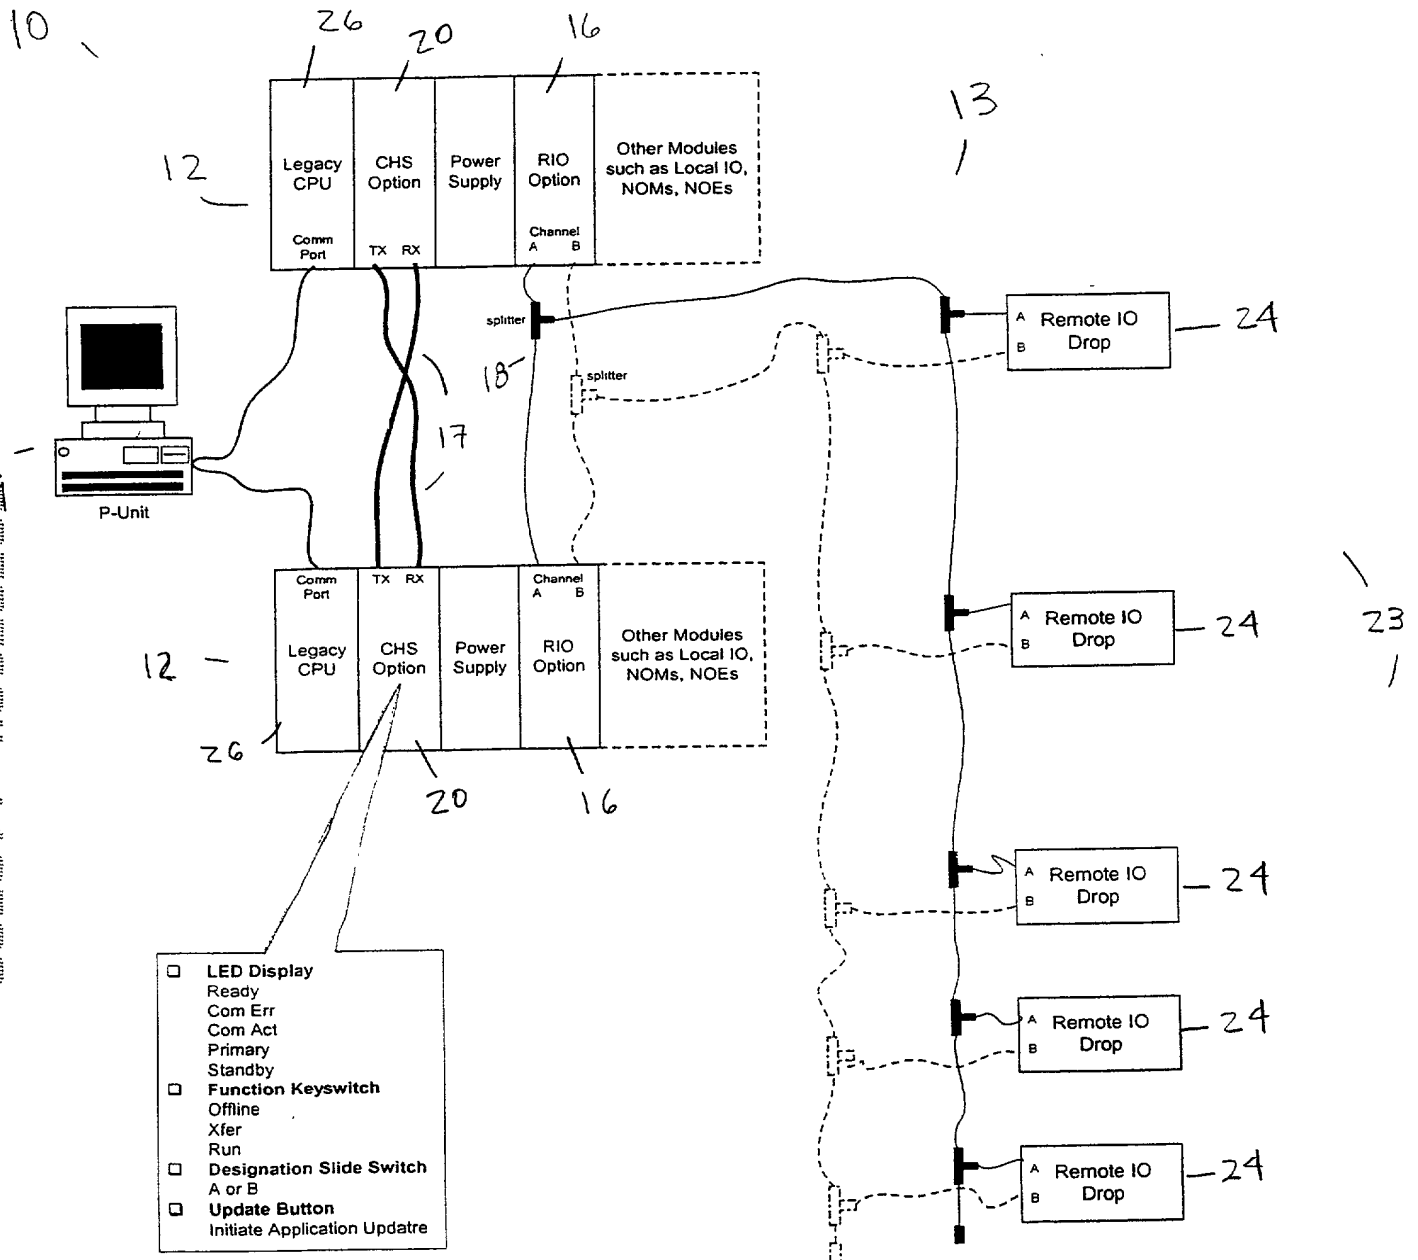 10
26
20
16
13
12
Legacy CPU
CHS Option
Power Supply
RIO Option
Other Modules such as Local IO, NOMs, NOEs
Comm Port
TX RX
Channel
A B
splitter
18
splitter
17
A
B
Remote IO Drop
24
P-Unit
Comm Port
TX RX
Channel
A B
12
Legacy CPU
CHS Option
Power Supply
RIO Option
Other Modules such as Local IO, NOMs, NOEs
26
20
16
A
B
Remote IO Drop
24
23
A
B
Remote IO Drop
24
A
B
Remote IO Drop
24
A
B
Remote IO Drop
24
LED Display
Ready
Com Err
Com Act
Primary
Standby
Function Keyswitch
Offline
Xfer
Run
Designation Slide Switch
A or B
Update Button
Initiate Application Updatre